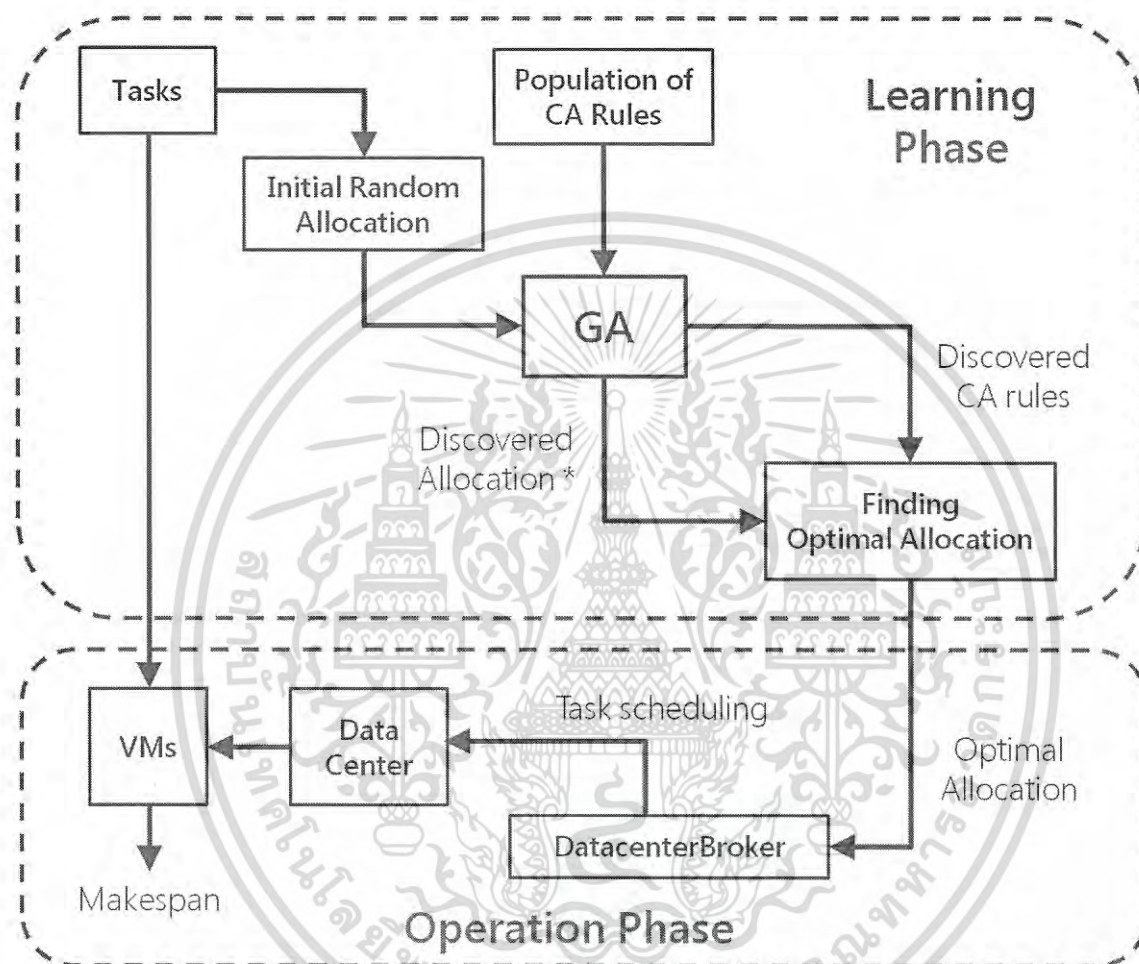 Tasks
Population of
CA Rules
Learning
Phase
Initial Random
Allocation
GA
Discovered
CA rules
Discovered
Allocation *
Finding
Optimal Allocation
VMs
Data
Center
Task scheduling
Optimal
Allocation
DatacenterBroker
Makespan
Operation Phase